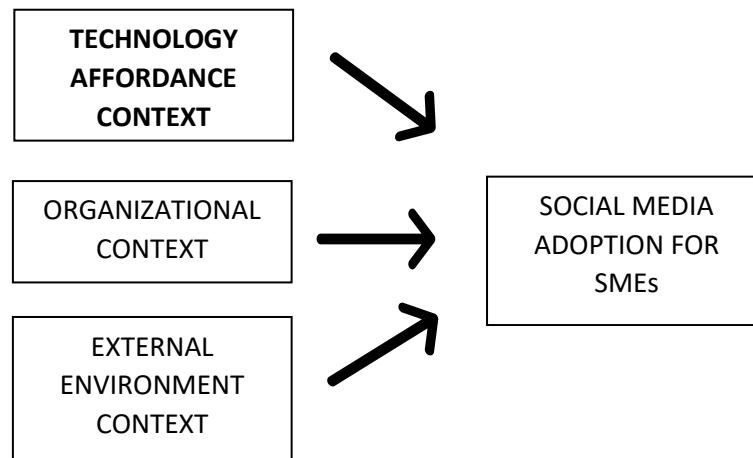 TECHNOLOGY
AFFORDANCE
CONTEXT
ORGANIZATIONAL
CONTEXT
EXTERNAL
ENVIRONMENT
CONTEXT
SOCIAL MEDIA
ADOPTION FOR
SMEs